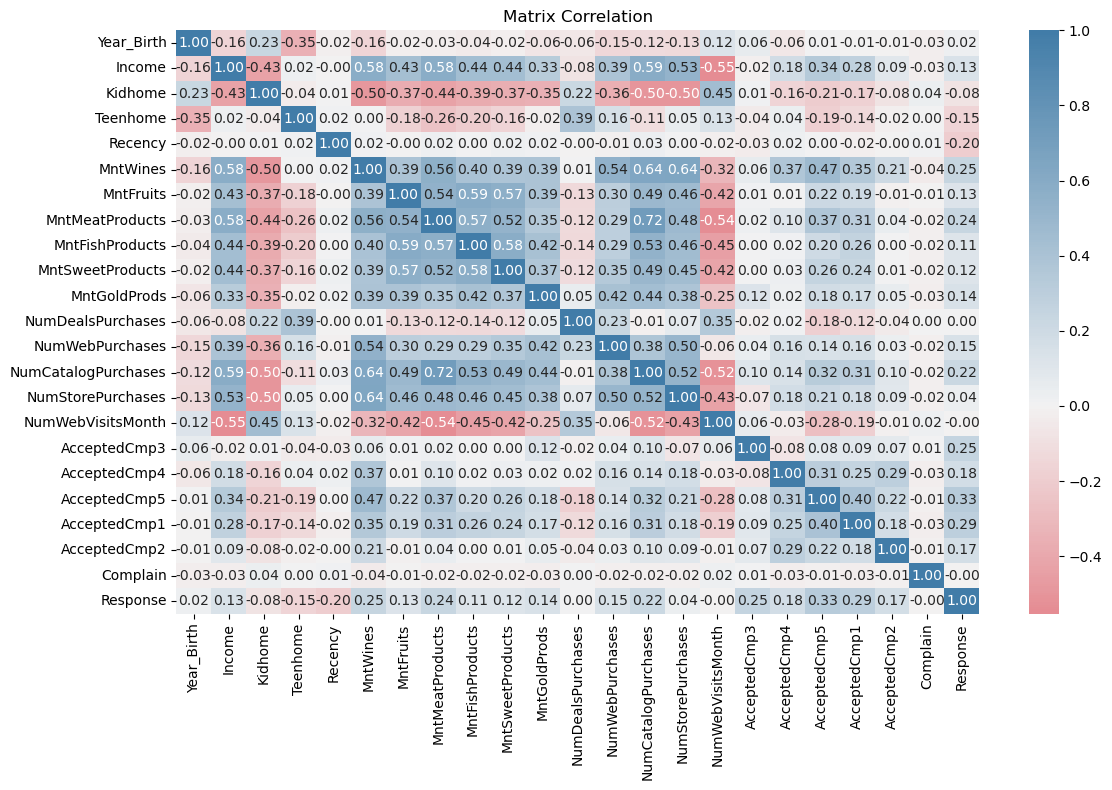 Matrix Correlation
Year_Birth 1.00 -0.16 0.23 -0.35 -0.02 -0.16 -0.02 -0.03 -0.04 -0.02 -0.06 -0.06 -0.15 -0.12 -0.13 0.12 0.06 -0.06 0.01 -0.01 -0.01 -0.03 0.02
Income -0.16 1.00 -0.43 0.02 -0.00 0.58 0.43 0.58 0.44 0.44 0.33 -0.08 0.39 0.59 0.53 -0.55 -0.02 0.18 0.34 0.28 0.09 -0.03 0.13
Kidhome 0.23 -0.43 1.00 -0.04 0.01 -0.50 -0.37 -0.44 -0.39 -0.37 -0.35 0.22 -0.36 -0.50 -0.50 0.45 0.01 -0.16 -0.21 -0.17 -0.08 0.04 -0.08
Teenhome -0.35 0.02 -0.04 1.00 0.02 0.00 -0.18 -0.26 -0.20 -0.16 -0.02 0.39 0.16 -0.11 0.05 0.13 -0.04 0.04 -0.19 -0.14 -0.02 0.00 -0.15
Recency -0.02 -0.00 0.01 0.02 1.00 0.02 -0.00 0.02 0.00 0.02 0.02 -0.00 -0.01 0.03 0.00 -0.02 -0.03 0.02 0.00 -0.02 -0.00 0.01 -0.20
MntWines -0.16 0.58 -0.50 0.00 0.02 1.00 0.39 0.56 0.40 0.39 0.39 0.01 0.54 0.64 0.64 -0.32 0.06 0.37 0.47 0.35 0.21 -0.04 0.25
MntFruits -0.02 0.43 -0.37 -0.18 -0.00 0.39 1.00 0.54 0.59 0.57 0.39 -0.13 0.30 0.49 0.46 -0.42 0.01 0.01 0.22 0.19 -0.01 -0.01 0.13
MntMeatProducts -0.03 0.58 -0.44 -0.26 0.02 0.56 0.54 1.00 0.57 0.52 0.35 -0.12 0.29 0.72 0.48 -0.54 0.02 0.10 0.37 0.31 0.04 -0.02 0.24
MntFishProducts -0.04 0.44 -0.39 -0.20 0.00 0.40 0.59 0.57 1.00 0.58 0.42 -0.14 0.29 0.53 0.46 -0.45 0.00 0.02 0.20 0.26 0.00 -0.02 0.11
MntSweetProducts -0.02 0.44 -0.37 -0.16 0.02 0.39 0.57 0.52 0.58 1.00 0.37 -0.12 0.35 0.49 0.45 -0.42 0.00 0.03 0.26 0.24 0.01 -0.02 0.12
MntGoldProds -0.06 0.33 -0.35 -0.02 0.02 0.39 0.39 0.35 0.42 0.37 1.00 0.05 0.42 0.44 0.38 -0.25 0.12 0.02 0.18 0.17 0.05 -0.03 0.14
NumDealsPurchases -0.06 -0.08 0.22 0.39 -0.00 0.01 -0.13 -0.12 -0.14 -0.12 0.05 1.00 0.23 -0.01 0.07 0.35 -0.02 0.02 -0.18 -0.12 -0.04 0.00 0.00
NumWebPurchases -0.15 0.39 -0.36 0.16 -0.01 0.54 0.30 0.29 0.29 0.35 0.42 0.23 1.00 0.38 0.50 -0.06 0.04 0.16 0.14 0.16 0.03 -0.02 0.15
NumCatalogPurchases -0.12 0.59 -0.50 -0.11 0.03 0.64 0.49 0.72 0.53 0.49 0.44 -0.01 0.38 1.00 0.52 -0.52 0.10 0.14 0.32 0.31 0.10 -0.02 0.22
NumStorePurchases -0.13 0.53 -0.50 0.05 0.00 0.64 0.46 0.48 0.46 0.45 0.38 0.07 0.50 0.52 1.00 -0.43 -0.07 0.18 0.21 0.18 0.09 -0.02 0.04
NumWebVisitsMonth 0.12 -0.55 0.45 0.13 -0.02 -0.32 -0.42 -0.54 -0.45 -0.42 -0.25 0.35 -0.06 -0.52 -0.43 1.00 0.06 -0.03 -0.28 -0.19 -0.01 0.02 -0.00
AcceptedCmp3 0.06 -0.02 0.01 -0.04 -0.03 0.06 0.01 0.02 0.00 0.00 0.12 -0.02 0.04 0.10 -0.07 0.06 1.00 -0.08 0.08 0.09 0.07 0.01 0.25
AcceptedCmp4 -0.06 0.18 -0.16 0.04 0.02 0.37 0.01 0.10 0.02 0.03 0.02 0.02 0.16 0.14 0.18 -0.03 -0.08 1.00 0.31 0.25 0.29 -0.03 0.18
AcceptedCmp5 0.01 0.34 -0.21 -0.19 0.00 0.47 0.22 0.37 0.20 0.26 0.18 -0.18 0.14 0.32 0.21 -0.28 0.08 0.31 1.00 0.40 0.22 -0.01 0.33
AcceptedCmp1 -0.01 0.28 -0.17 -0.14 -0.02 0.35 0.19 0.31 0.26 0.24 0.17 -0.12 0.16 0.31 0.18 -0.19 0.09 0.25 0.40 1.00 0.18 -0.03 0.29
AcceptedCmp2 -0.01 0.09 -0.08 -0.02 -0.00 0.21 -0.01 0.04 0.00 0.01 0.05 -0.04 0.03 0.10 0.09 -0.01 0.07 0.29 0.22 0.18 1.00 -0.01 0.17
Complain -0.03 -0.03 0.04 0.00 0.01 -0.04 -0.01 -0.02 -0.02 -0.02 -0.03 0.00 -0.02 -0.02 -0.02 0.02 0.01 -0.03 -0.01 -0.03 -0.01 1.00 -0.00
Response 0.02 0.13 -0.08 -0.15 -0.20 0.25 0.13 0.24 0.11 0.12 0.14 0.00 0.15 0.22 0.04 -0.00 0.25 0.18 0.33 0.29 0.17 -0.00 1.00
Year_Birth Income Kidhome Teenhome Recency MntWines MntFruits MntMeatProducts MntFishProducts MntSweetProducts MntGoldProds NumDealsPurchases NumWebPurchases NumCatalogPurchases NumStorePurchases NumWebVisitsMonth AcceptedCmp3 AcceptedCmp4 AcceptedCmp5 AcceptedCmp1 AcceptedCmp2 Complain Response
1.0
0.8
0.6
0.4
0.2
0.0
−0.2
−0.4